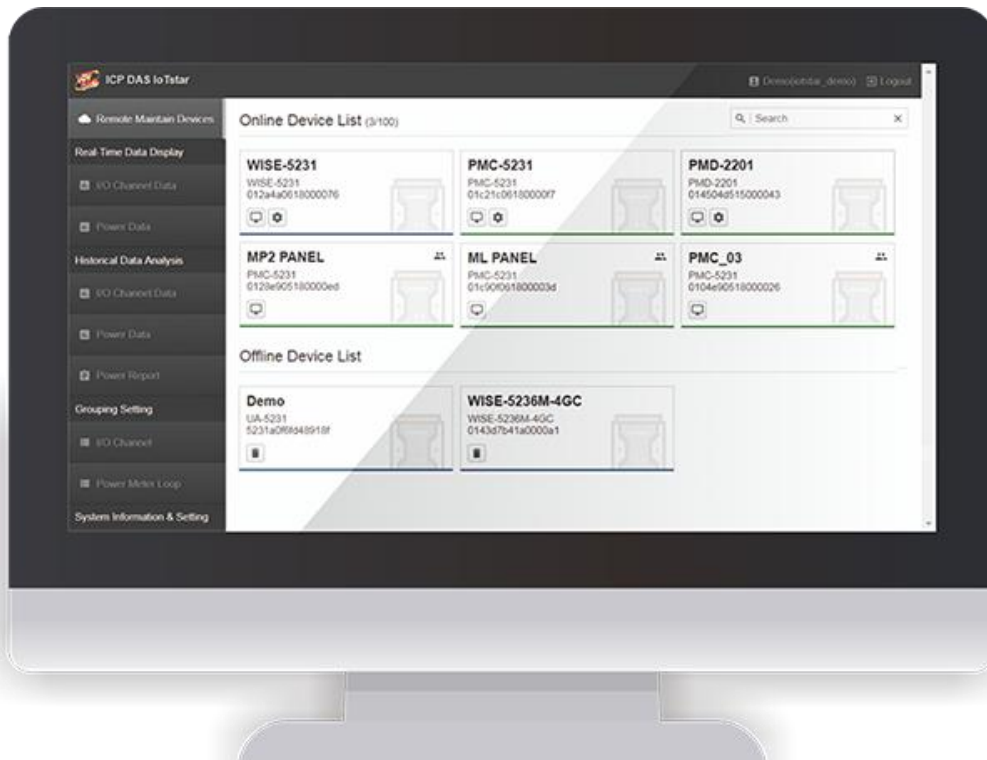 ICP DAS IoTstar
Demo(iotstar_demo) Logout
Remote Maintain Devices
Real-Time Data Display
I/O Channel Data
Power Data
Historical Data Analysis
I/O Channel Data
Power Data
Power Report
Grouping Setting
I/O Channel
Power Meter Loop
System Information & Setting
Online Device List (3/100)
Search
WISE-5231
WISE-5231
012a4a0618000076
PMC-5231
PMC-5231
01c21c06180000f7
PMD-2201
PMD-2201
014504d515000043
MP2 PANEL
PMC-5231
0128e905180000ed
ML PANEL
PMC-5231
01c90f061800003d
PMC_03
PMC-5231
0104e90518000026
Offline Device List
Demo
UA-5231
WISE-5236M-4GC
WISE-5236M-4GC
0143d7b41a0000a1